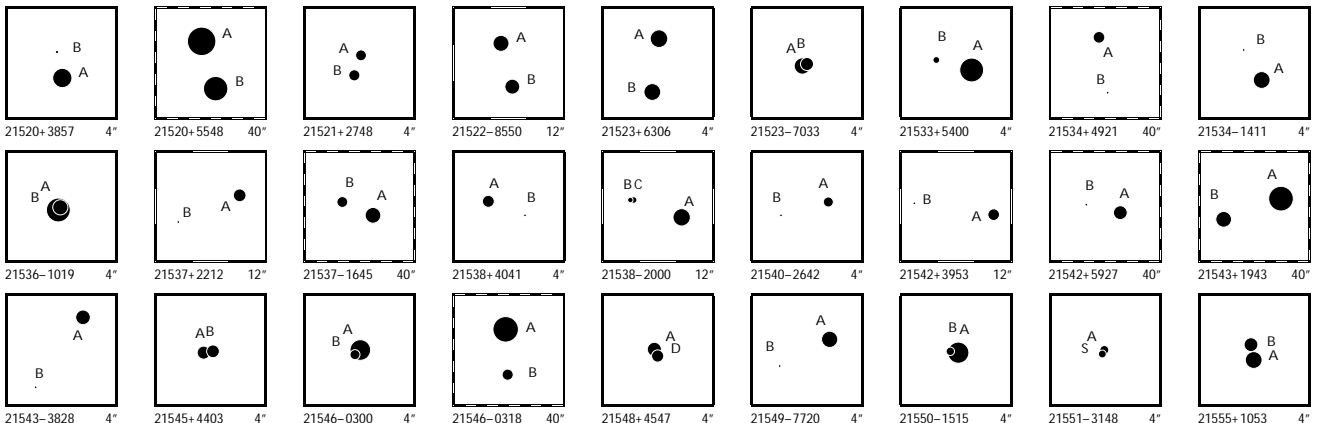 B
A
21520+3857 4″
A
B
21520+5548 40″
A
B
21521+2748 4″
A
B
21522−8550 12″
A
B
21523+6306 4″
A B
21523−7033 4″
B
A
21533+5400 4″
A
B
21534+4921 40″
B
A
21534−1411 4″
A
B
21536−1019 4″
B
A
21537+2212 12″
B
A
21537−1645 40″
A
B
21538+4041 4″
B C
A
21538−2000 12″
A
B
21540−2642 4″
B
A
21542+3953 12″
B
A
21542+5927 40″
A
B
21543+1943 40″
A
B
21543−3828 4″
A B
21545+4403 4″
A
B
21546−0300 4″
A
B
21546−0318 40″
A
D
21548+4547 4″
A
B
21549−7720 4″
B A
21550−1515 4″
A
S
21551−3148 4″
B
A
21555+1053 4″